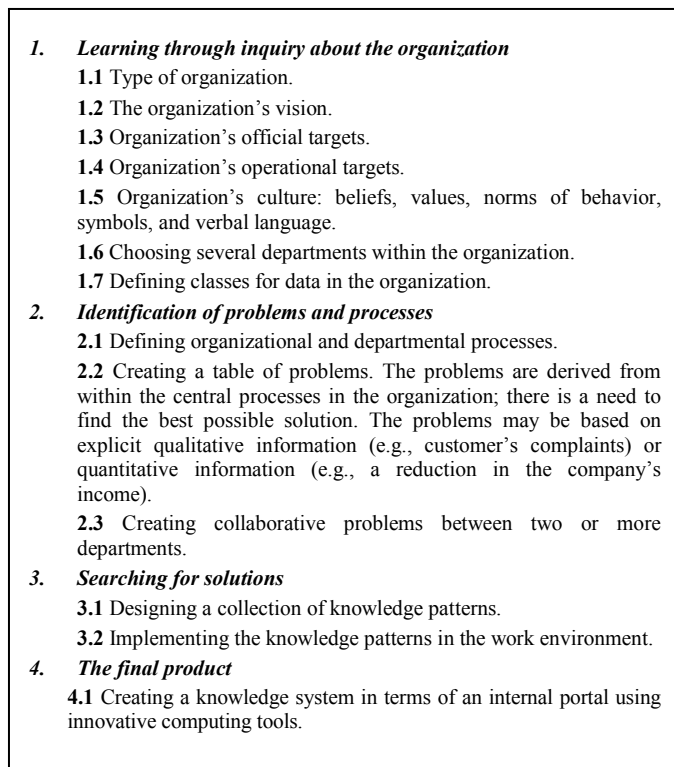 1. Learning through inquiry about the organization
1.1 Type of organization.
1.2 The organization’s vision.
1.3 Organization’s official targets.
1.4 Organization’s operational targets.
1.5 Organization’s culture: beliefs, values, norms of behavior,
symbols, and verbal language.
1.6 Choosing several departments within the organization.
1.7 Defining classes for data in the organization.
2. Identification of problems and processes
2.1 Defining organizational and departmental processes.
2.2 Creating a table of problems. The problems are derived from
within the central processes in the organization; there is a need to
find the best possible solution. The problems may be based on
explicit qualitative information (e.g., customer’s complaints) or
quantitative information (e.g., a reduction in the company’s
income).
2.3 Creating collaborative problems between two or more
departments.
3. Searching for solutions
3.1 Designing a collection of knowledge patterns.
3.2 Implementing the knowledge patterns in the work environment.
4. The final product
4.1 Creating a knowledge system in terms of an internal portal using
innovative computing tools.